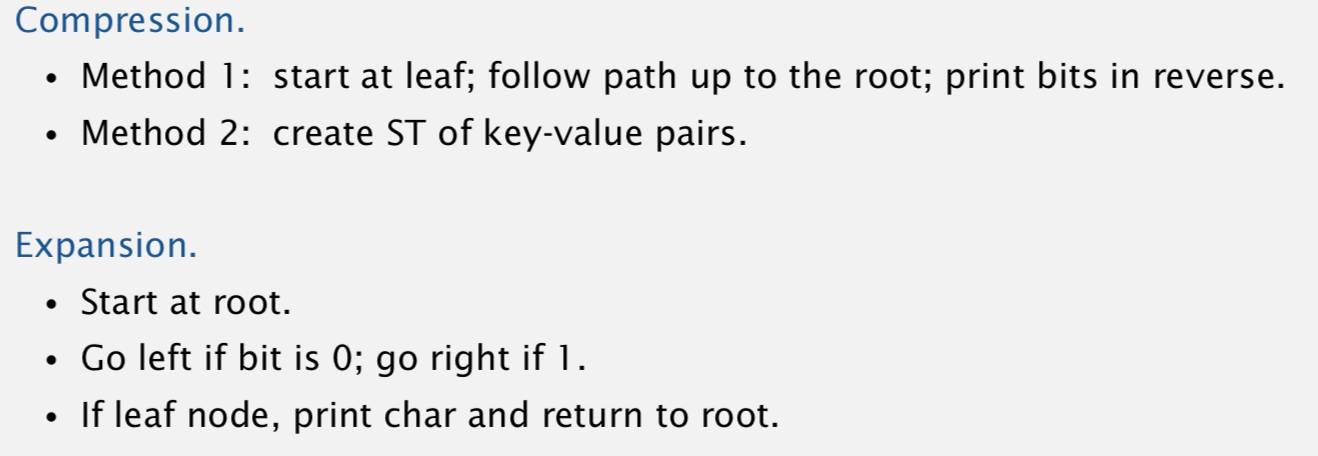 Compression.
• Method 1:  start at leaf; follow path up to the root; print bits in reverse.
• Method 2:  create ST of key-value pairs.
Expansion.
• Start at root.
• Go left if bit is 0; go right if 1.
• If leaf node, print char and return to root.